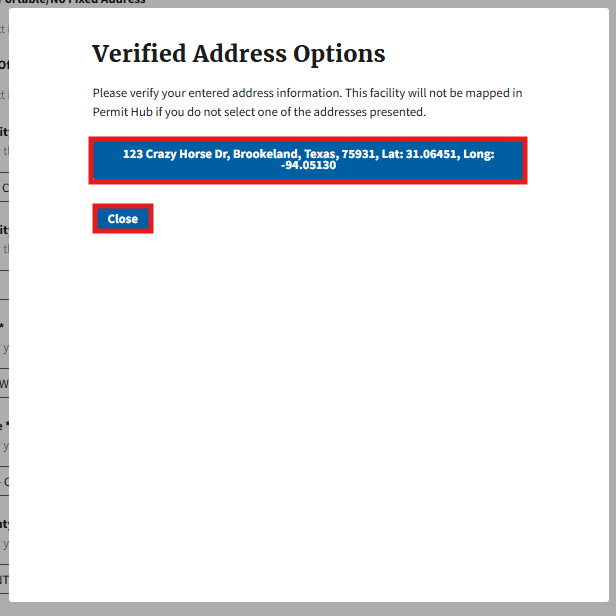 ortable/No Fixed Address
Verified Address Options
Please verify your entered address information. This facility will not be mapped in
Permit Hub if you do not select one of the addresses presented.
123 Crazy Horse Dr, Brookeland, Texas, 75931, Lat: 31.06451, Long:
-94.05130
Close